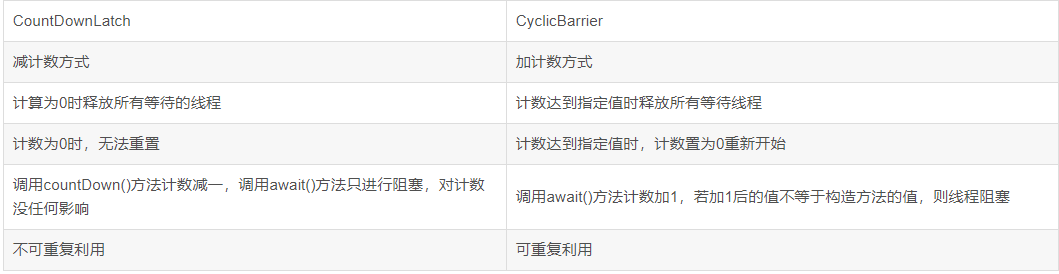 CountDownLatch
CyclicBarrier
减计数方式
加计数方式
计算为0时释放所有等待的线程
计数达到指定值时释放所有等待线程
计数为0时，无法重置
计数达到指定值时，计数置为0重新开始
调用countDown()方法计数减一，调用await()方法只进行阻塞，对计数
没任何影响
调用await()方法计数加1，若加1后的值不等于构造方法的值，则线程阻塞
不可重复利用
可重复利用